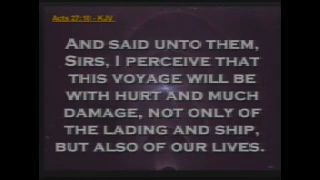 Acts 27:10 - KJV
AND SAID UNTO THEM,
SIRS, I PERCEIVE THAT
THIS VOYAGE WILL BE
WITH HURT AND MUCH
DAMAGE, NOT ONLY OF
THE LADING AND SHIP,
BUT ALSO OF OUR LIVES.